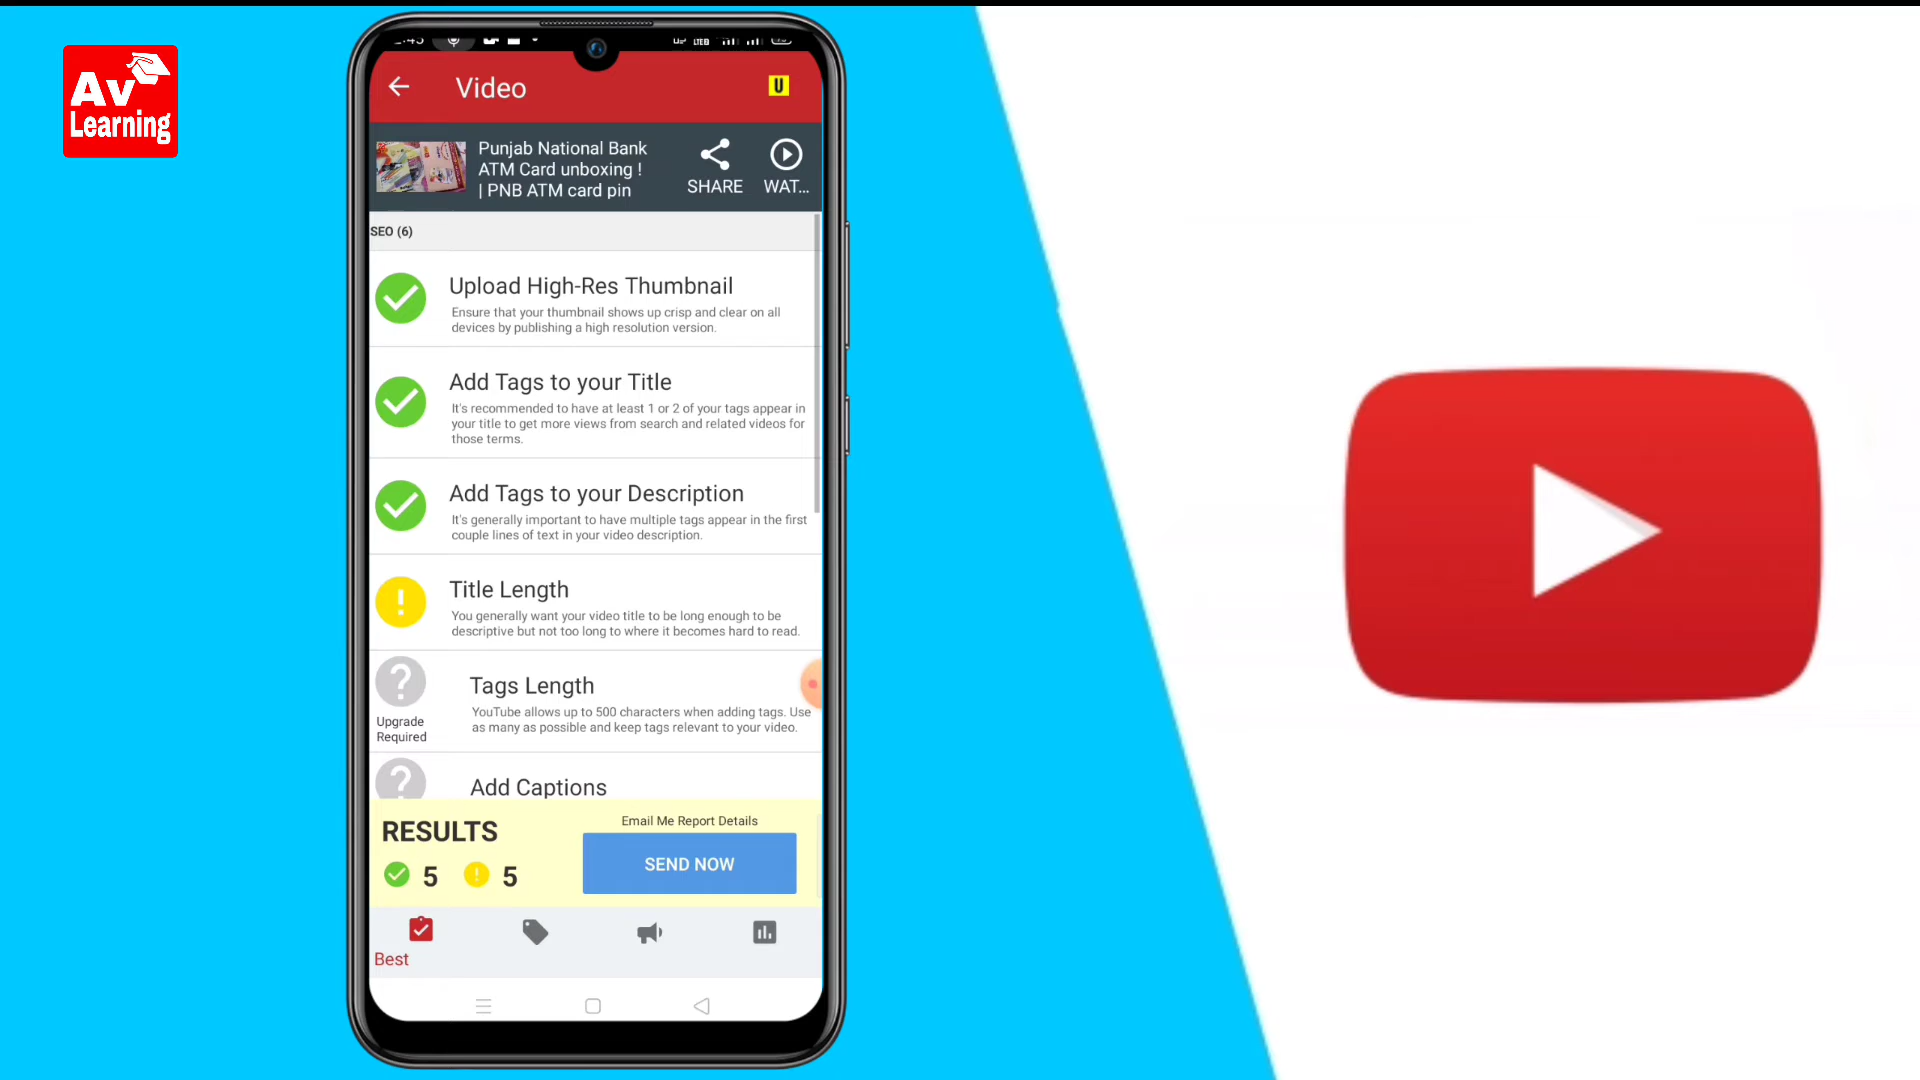 Av
Learning
Video
U
Punjab National Bank
ATM Card unboxing !
| PNB ATM card pin
SHARE
WAT...
SEO (6)
Upload High-Res Thumbnail
Ensure that your thumbnail shows up crisp and clear on all
devices by publishing a high resolution version.
Add Tags to your Title
It's recommended to have at least 1 or 2 of your tags appear in
your title to get more views from search and related videos for
those terms.
Add Tags to your Description
It's generally important to have multiple tags appear in the first
couple lines of text in your video description.
Title Length
You generally want your video title to be long enough to be
descriptive but not too long to where it becomes hard to read.
Tags Length
YouTube allows up to 500 characters when adding tags. Use
as many as possible and keep tags relevant to your video.
Upgrade
Required
Add Captions
RESULTS
5
5
Email Me Report Details
SEND NOW
Best